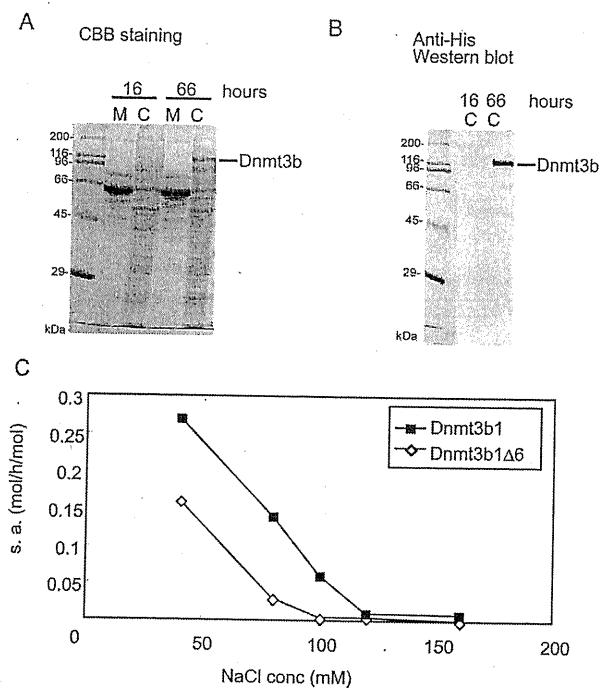 A
CBB staining
16 66 hours
M C M C
200-
116-
96-
66-
45-
29-
kDa
Dnmt3b
B
Anti-His
Western blot
16 66 hours
C C
200-
116-
96-
66-
45-
29-
kDa
Dnmt3b
C
0.3
0.25
0.2
0.15
0.1
0.05
0
50
100
150
200
s. a. (mol/h/mol)
NaCl conc (mM)
Dnmt3b1
Dnmt3b1Δ6